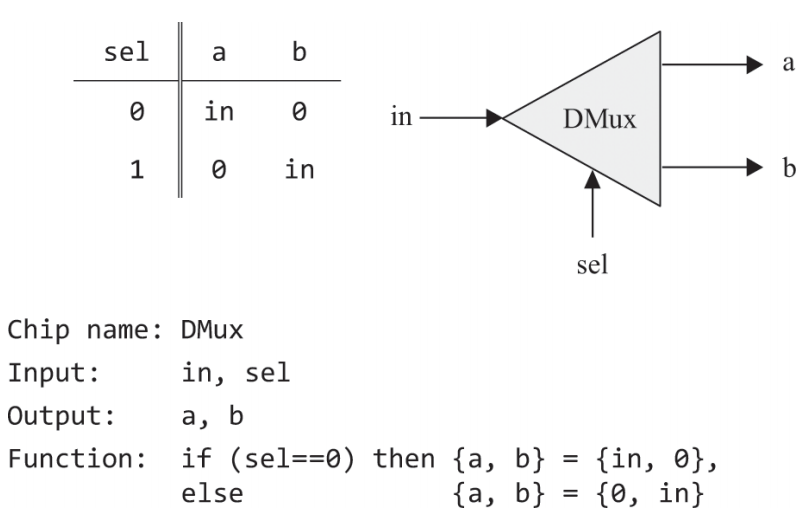 sel a b
0 in 0
1 0 in
in DMux a
b
sel
Chip name: DMux
Input: in, sel
Output: a, b
Function: if (sel==0) then {a, b} = {in, 0},
else {a, b} = {0, in}